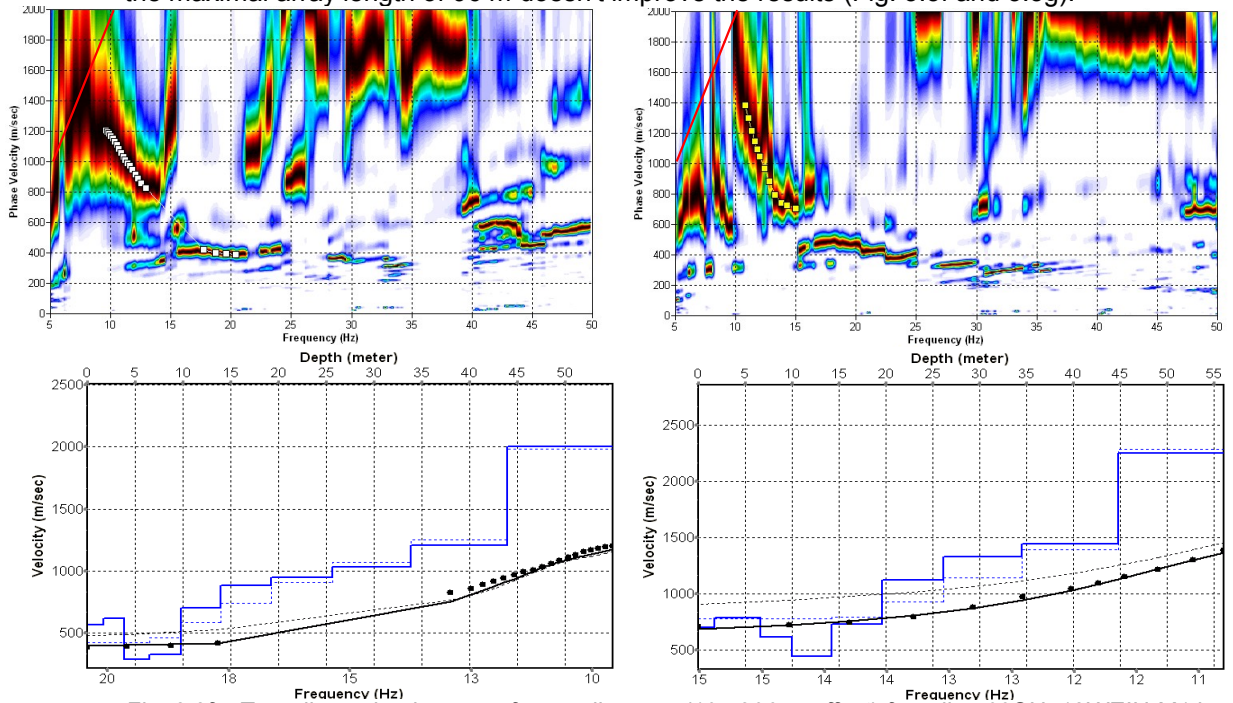 the maximal array length of m doesn't improve the results (Fig. and
2000
1800
1600
1400
1200
1000
800
600
400
200
0
Phase Velocity (m/sec)
5 10 15 20 25 30 35 40 45 50
Frequency (Hz)
2000
1800
1600
1400
1200
1000
800
600
400
200
0
Phase Velocity (m/sec)
5 10 15 20 25 30 35 40 45 50
Frequency (Hz)
Depth (meter)
0 5 10 15 20 25 30 35 40 45 50
2500
2000
1500
1000
500
Velocity (m/sec)
20 18 15 13 10
Frequency (Hz)
Depth (meter)
0 5 10 15 20 25 30 35 40 45 50 55
2500
2000
1500
1000
500
Velocity (m/sec)
15 15 14 14 13 13 12 12 11
Frequency (Hz)